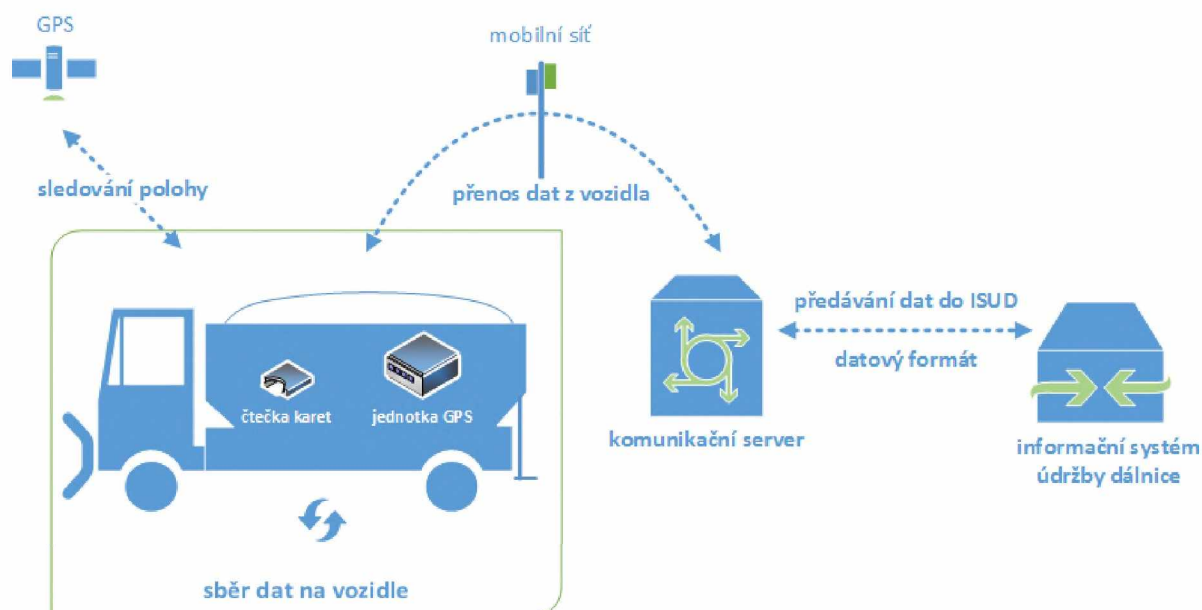 GPS
mobilní síť
sledování polohy
přenos dat z vozidla
předávání dat do ISUD
datový formát
čtečka karet
jednotka GPS
komunikační server
informační systém
údržby dálnice
sběr dat na vozidle